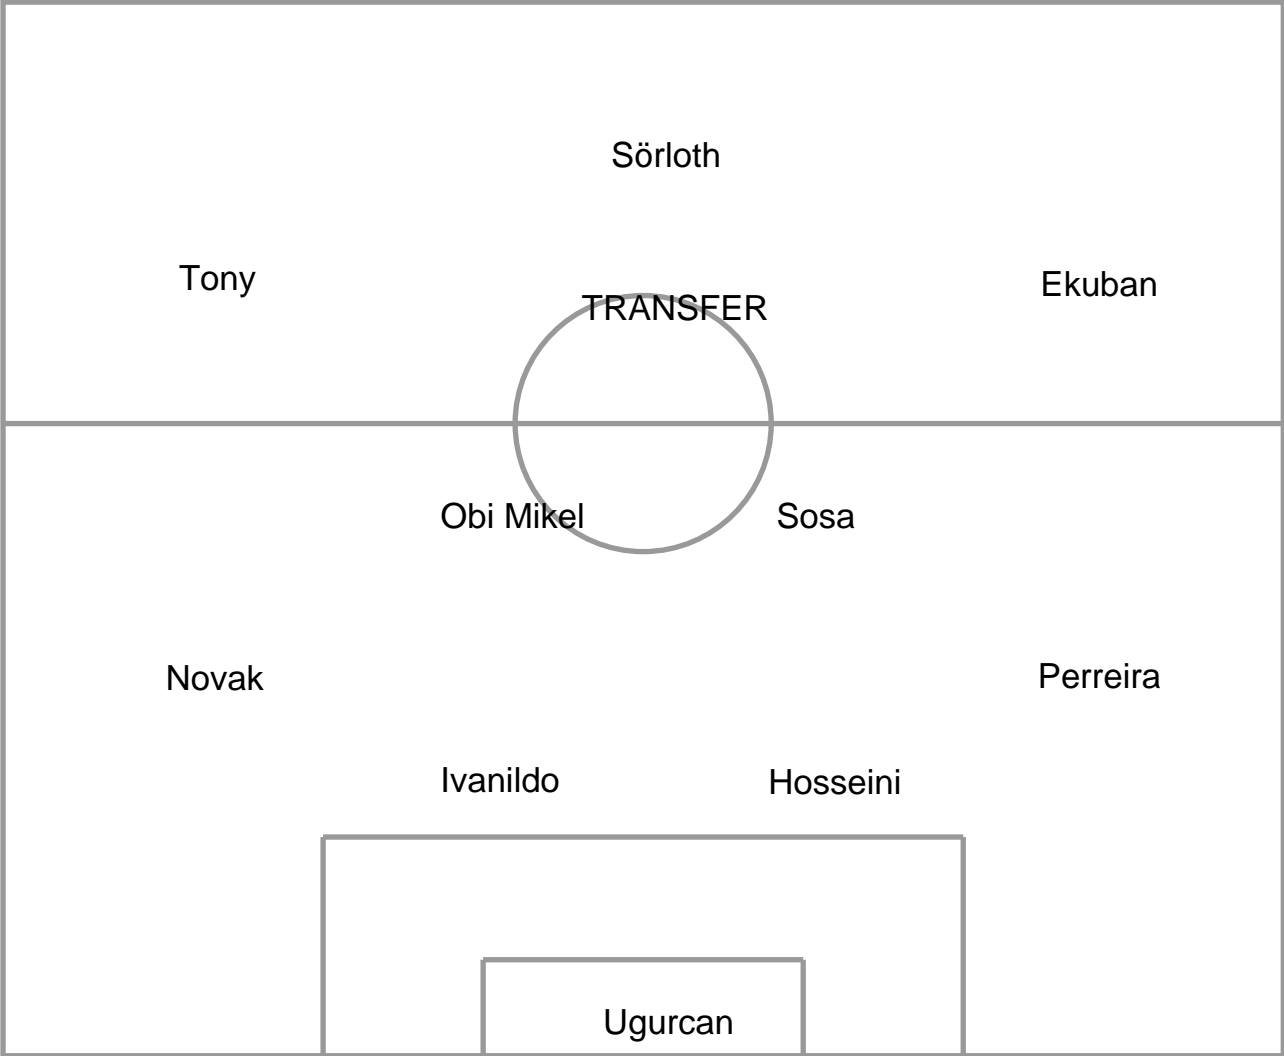 Sörloth
Tony
Ekuban
TRANSFER
Obi Mikel
Sosa
Novak
Perreira
Ivanildo
Hosseini
Ugurcan